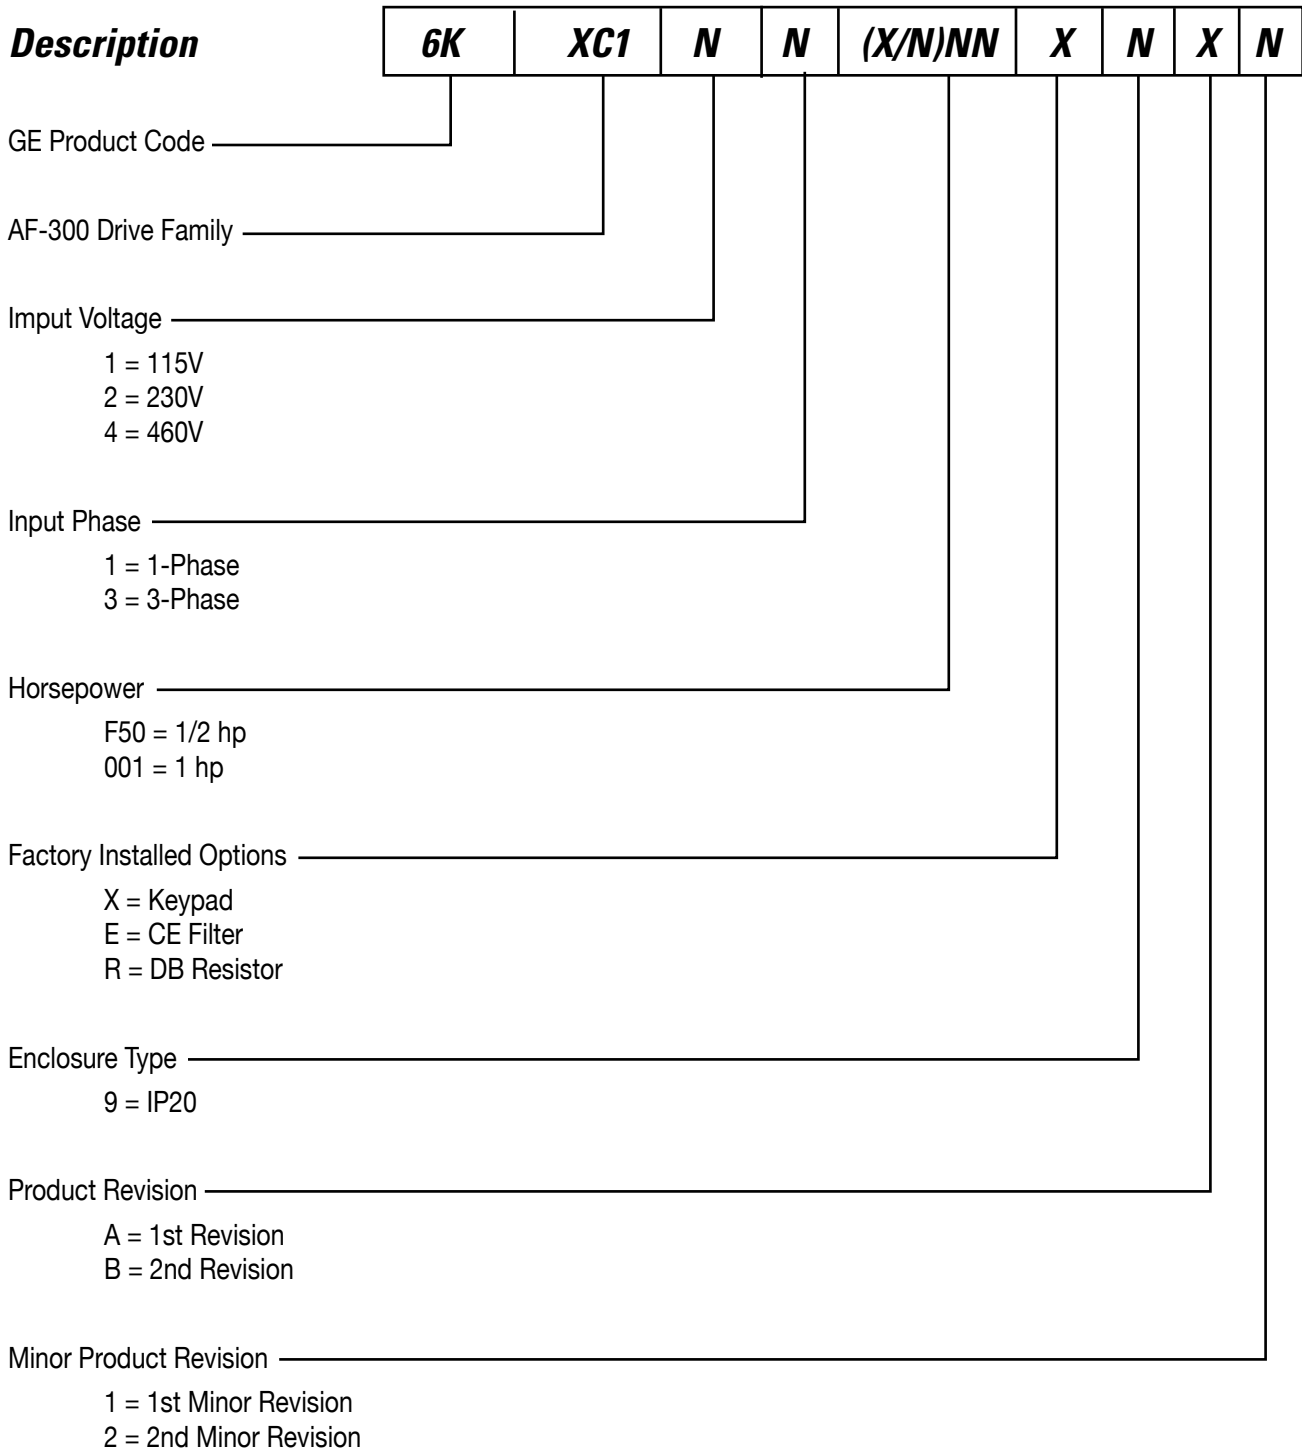 Description 6K XC1 N N (X/N)NN X N X N
GE Product Code
AF-300 Drive Family
Imput Voltage
1 = 115V
2 = 230V
4 = 460V
Input Phase
1 = 1-Phase
3 = 3-Phase
Horsepower
F50 = 1/2 hp
001 = 1 hp
Factory Installed Options
X = Keypad
E = CE Filter
R = DB Resistor
Enclosure Type
9 = IP20
Product Revision
A = 1st Revision
B = 2nd Revision
Minor Product Revision
1 = 1st Minor Revision
2 = 2nd Minor Revision